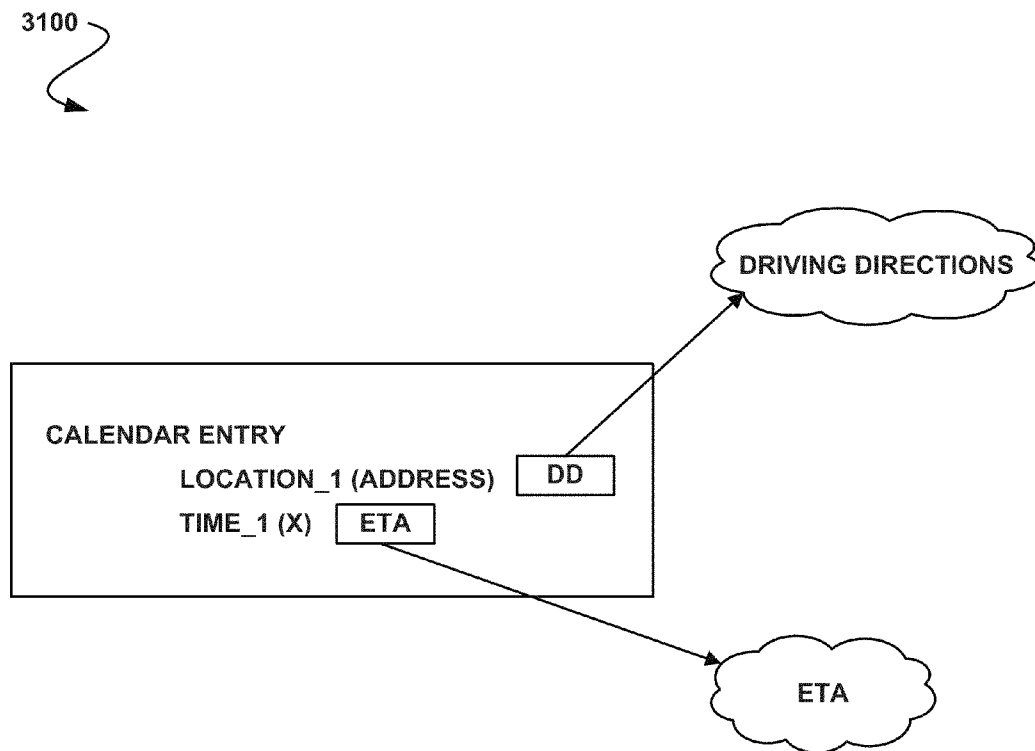 3100
DRIVING DIRECTIONS
CALENDAR ENTRY
LOCATION_1 (ADDRESS) DD
TIME_1 (X) ETA
ETA